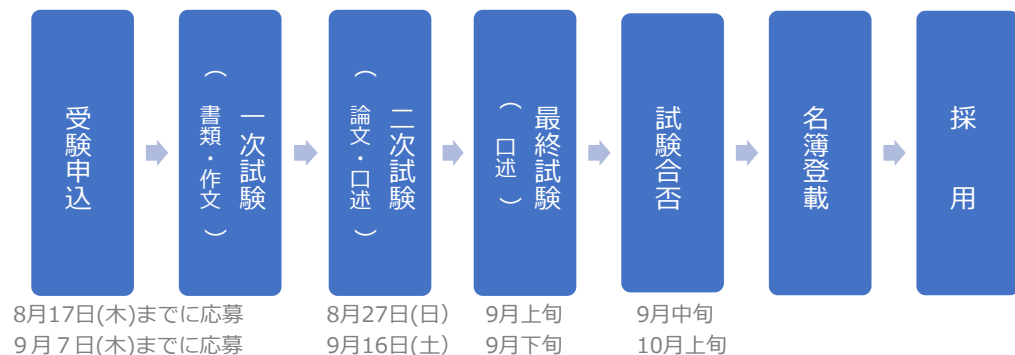 受験申込
一次試験
（書類・作文）
二次試験
（論文・口述）
最終試験
（口述）
試験合否
名簿登載
採用
8月17日(木)までに応募
8月27日(日)
9月上旬
9月中旬
９月７日(木)までに応募
9月16日(土)
9月下旬
10月上旬